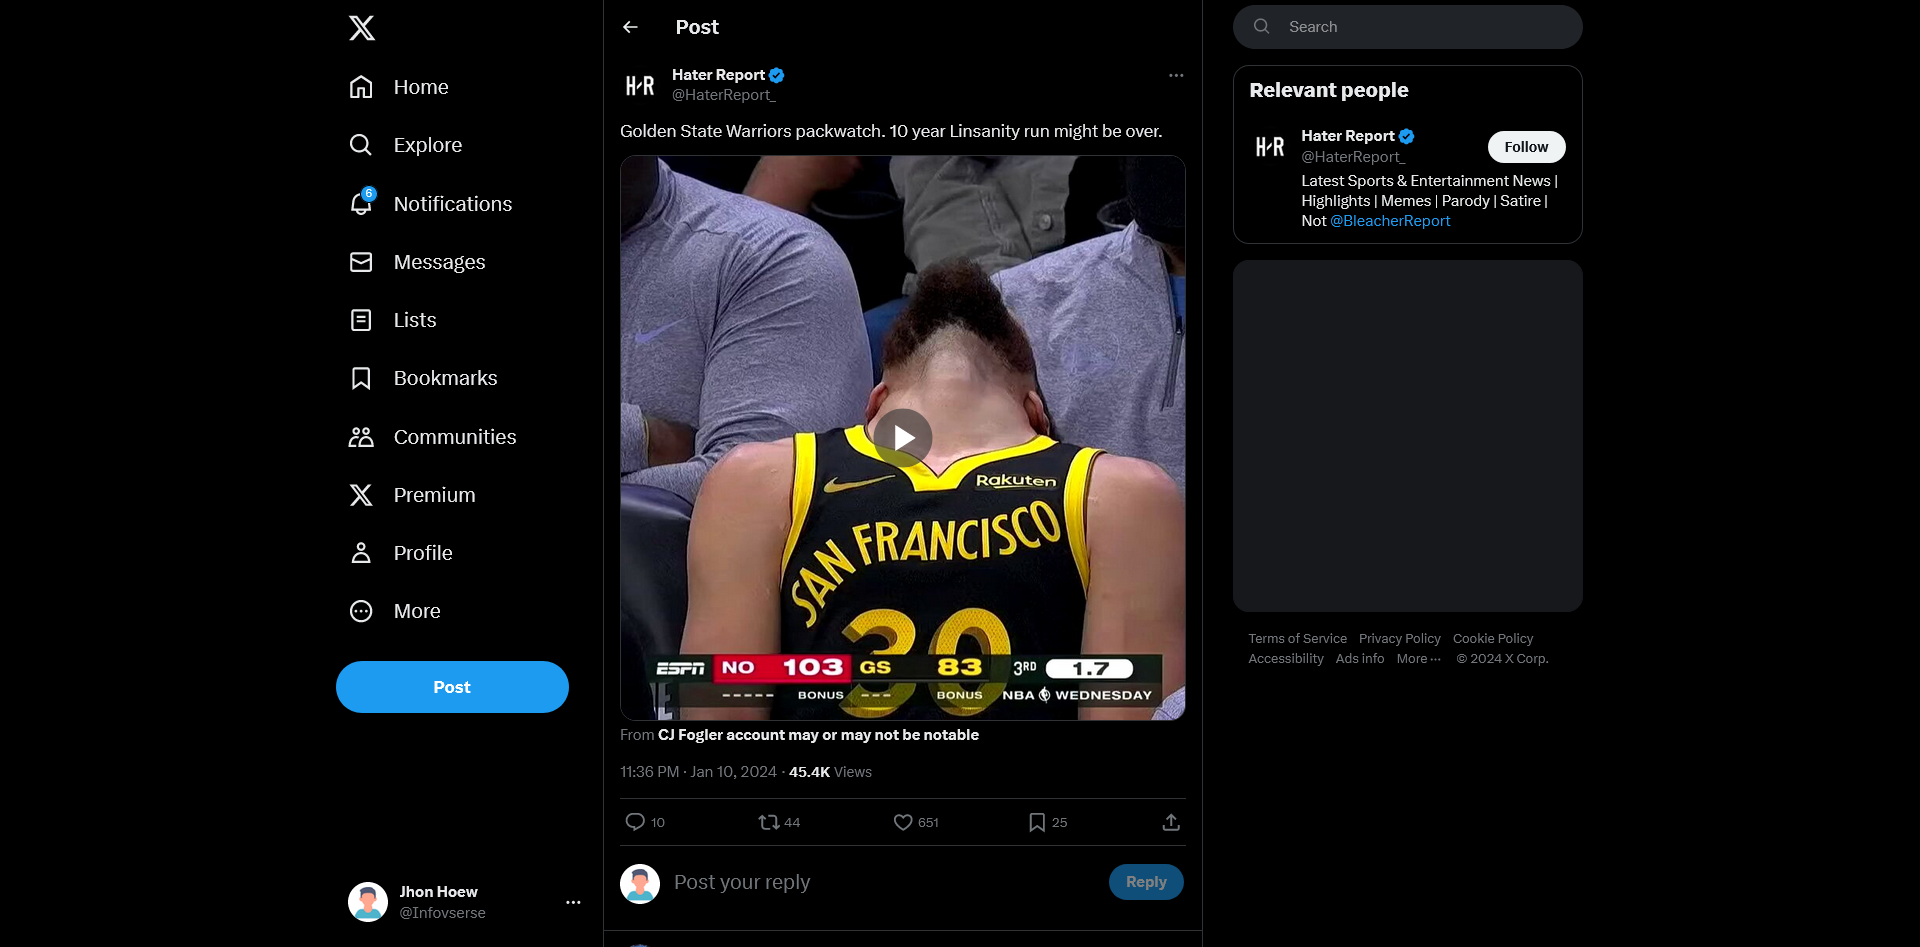 Home
Explore
6
Notifications
Messages
Lists
Bookmarks
Communities
Premium
Profile
More
Post
Jhon Hoew
@Infovserse
Post
H/R
Hater Report
@HaterReport_
Golden State Warriors packwatch. 10 year Linsanity run might be over.
Rakuten
SAN FRANCISCO
30
ESPN NO 103 GS 83 3RD 1.7
BONUS BONUS NBA WEDNESDAY
From CJ Fogler account may or may not be notable
11:36 PM · Jan 10, 2024 · 45.4K Views
10 44 651 25
Post your reply
Reply
Search
Relevant people
H/R
Hater Report
@HaterReport_
Follow
Latest Sports & Entertainment News |
Highlights | Memes | Parody | Satire |
Not @BleacherReport
Terms of Service Privacy Policy Cookie Policy
Accessibility Ads info More ··· © 2024 X Corp.